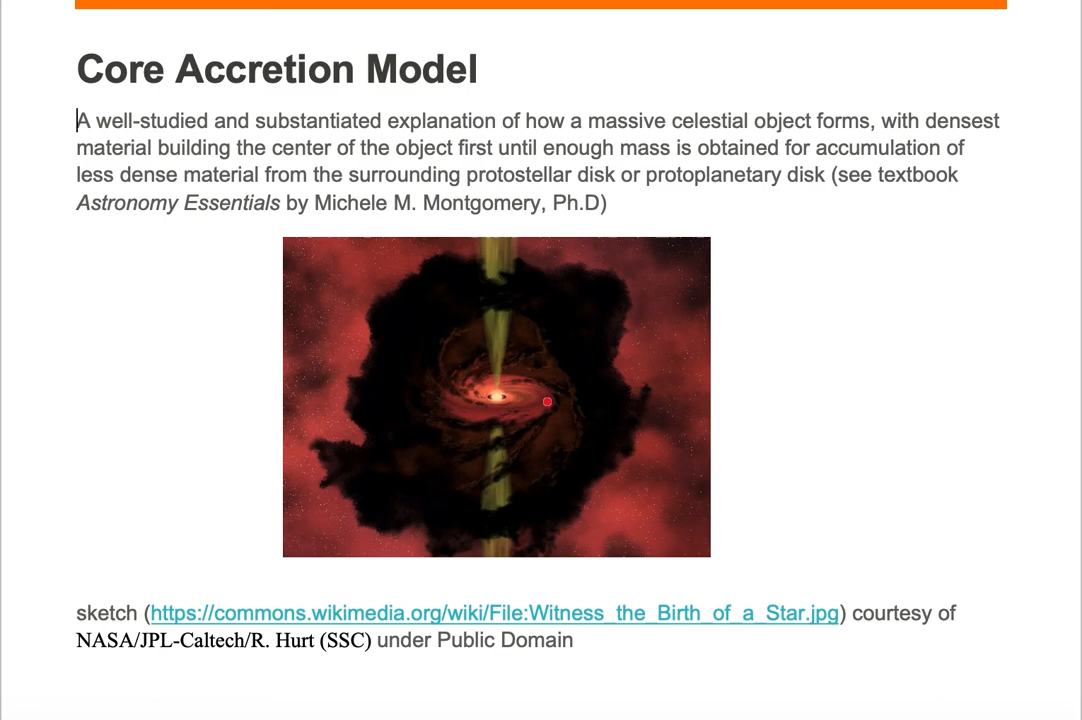 Core Accretion Model
A well-studied and substantiated explanation of how a massive celestial object forms, with densest
material building the center of the object first until enough mass is obtained for accumulation of
less dense material from the surrounding protostellar disk or protoplanetary disk (see textbook
Astronomy Essentials by Michele M. Montgomery, Ph.D)
sketch (https://commons.wikimedia.org/wiki/File:Witness_the_Birth_of_a_Star.jpg) courtesy of
NASA/JPL-Caltech/R. Hurt (SSC) under Public Domain